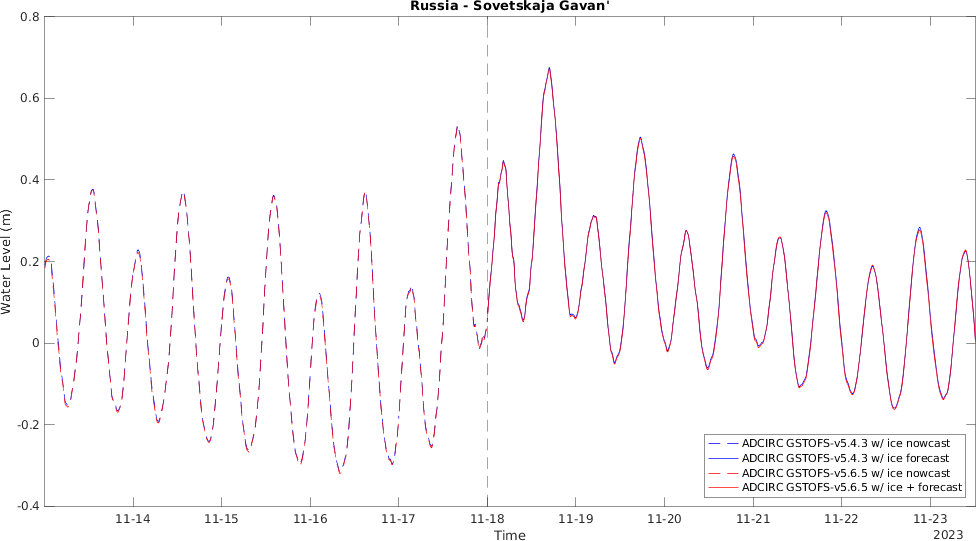 Russia - Sovetskaja Gavan'
0.8
0.6
0.4
0.2
0
-0.2
-0.4
Water Level (m)
ADCIRC GSTOFS-v5.4.3 w/ ice nowcast
ADCIRC GSTOFS-v5.4.3 w/ ice forecast
ADCIRC GSTOFS-v5.6.5 w/ ice nowcast
ADCIRC GSTOFS-v5.6.5 w/ ice + forecast
11-14 11-15 11-16 11-17 11-18 11-19 11-20 11-21 11-22 11-23
Time
2023